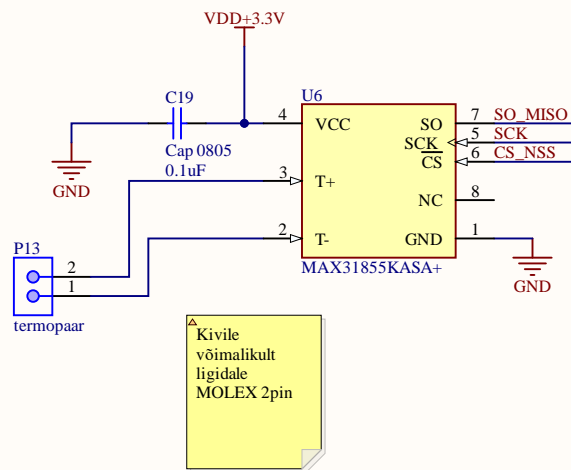 VDD+3.3V
C19
Cap 0805
0.1uF
GND
U6
4
VCC
3
T+
2
T-
SO
7
SO_MISO
SCK
5
SCK
CS
6
CS_NSS
NC
8
GND
1
GND
MAX31855KASA+
P13
2
1
termopaar
Kivile
võimalikult
ligidale
MOLEX 2pin